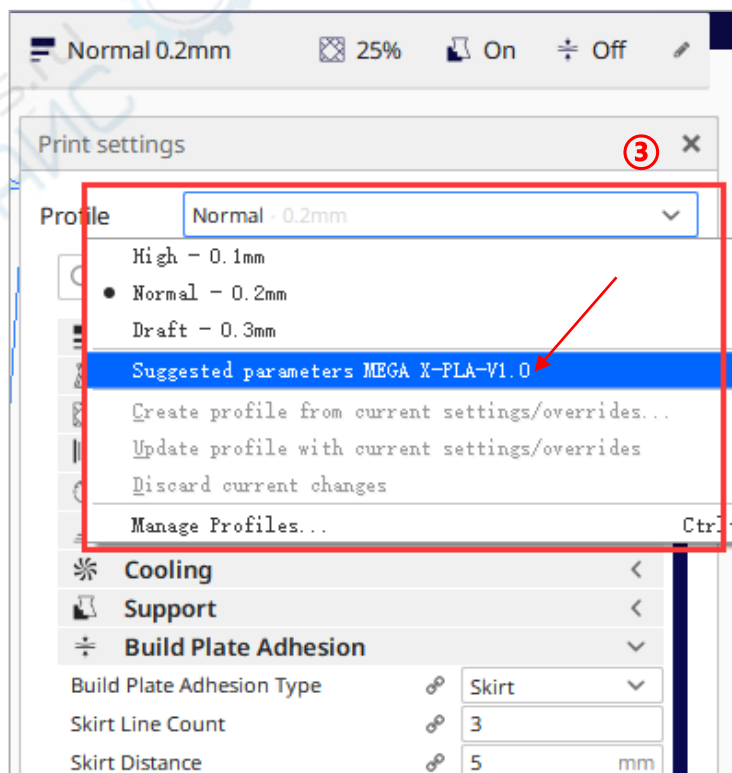 Normal 0.2mm 25% On Off
Print settings
③
Profile Normal - 0.2mm
High - 0.1mm
Normal - 0.2mm
Draft - 0.3mm
Suggested parameters MEGA X-PLA-V1.0
Create profile from current settings/overrides...
Update profile with current settings/overrides
Discard current changes
Manage Profiles... Ctrl
Cooling
Support
Build Plate Adhesion
Build Plate Adhesion Type Skirt
Skirt Line Count 3
Skirt Distance 5 mm